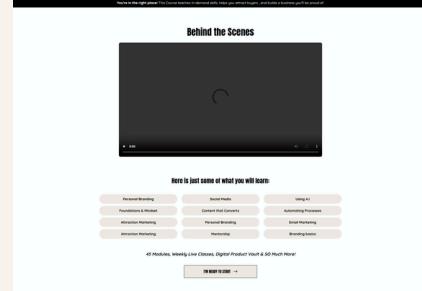 You're in the right place! This Course teaches in-demand skills, helps you attract buyers, and builds a business you'll be proud of!
Behind the Scenes
Here is just some of what you will learn:
Personal Branding
Social Media
Using A.I
Foundations & Mindset
Content that Converts
Automating Processes
Attraction Marketing
Personal Branding
Email Marketing
Attraction Marketing
Mentorship
Branding basics
45 Modules, Weekly Live Classes, Digital Product Vault & SO Much More!
I'M READY TO START →